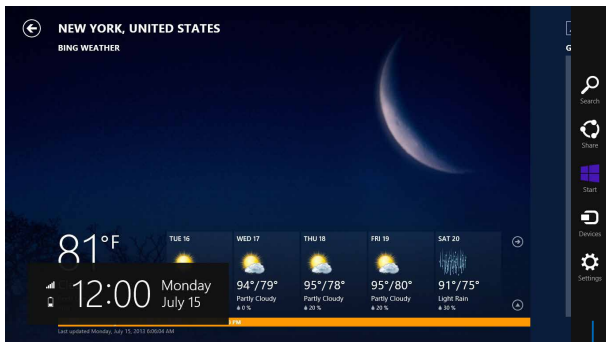 NEW YORK, UNITED STATES
BING WEATHER
G
Search
Share
Start
Devices
Settings
81°F
TUE 16
WED 17
94°/79°
Partly Cloudy
0 %
THU 18
95°/78°
Partly Cloudy
20 %
FRI 19
95°/80°
Partly Cloudy
20 %
SAT 20
91°/75°
Light Rain
30 %
12:00
Monday
July 15
PM
Last updated Monday, July 15, 2013 8:06:04 AM